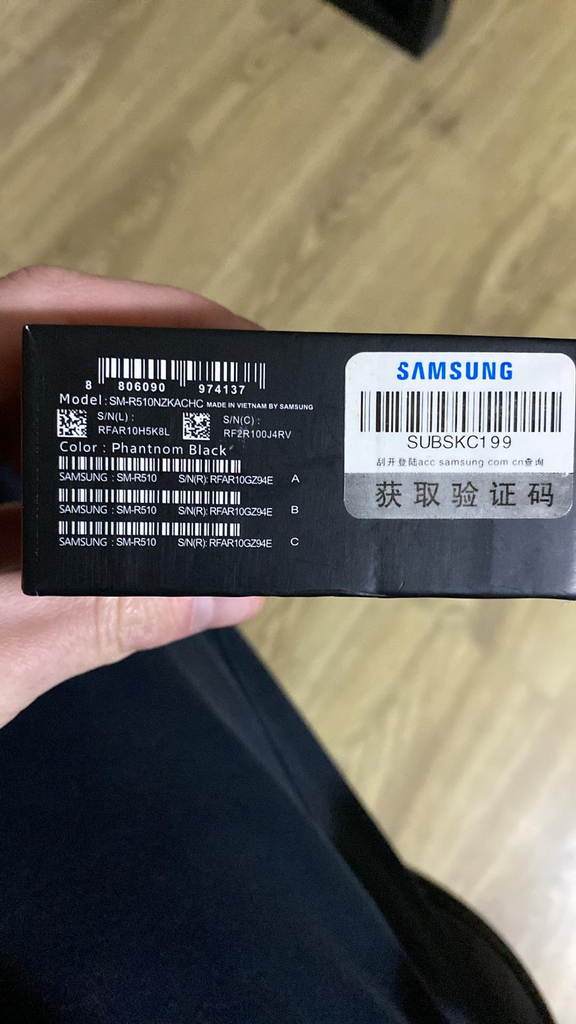 8 806090 974137
Model : SM-R510NZKACHC MADE IN VIETNAM BY SAMSUNG
S/N(L) :
RFAR10H5K8L
S/N(C) :
RF2R100J4RV
Color : Phantnom Black
SAMSUNG : SM-R510 S/N(R): RFAR10GZ94E A
SAMSUNG : SM-R510 S/N(R): RFAR10GZ94E B
SAMSUNG : SM-R510 S/N(R): RFAR10GZ94E C
SAMSUNG
SUBSKC199
刮开登陆acc samsung com cn查询
获取验证码